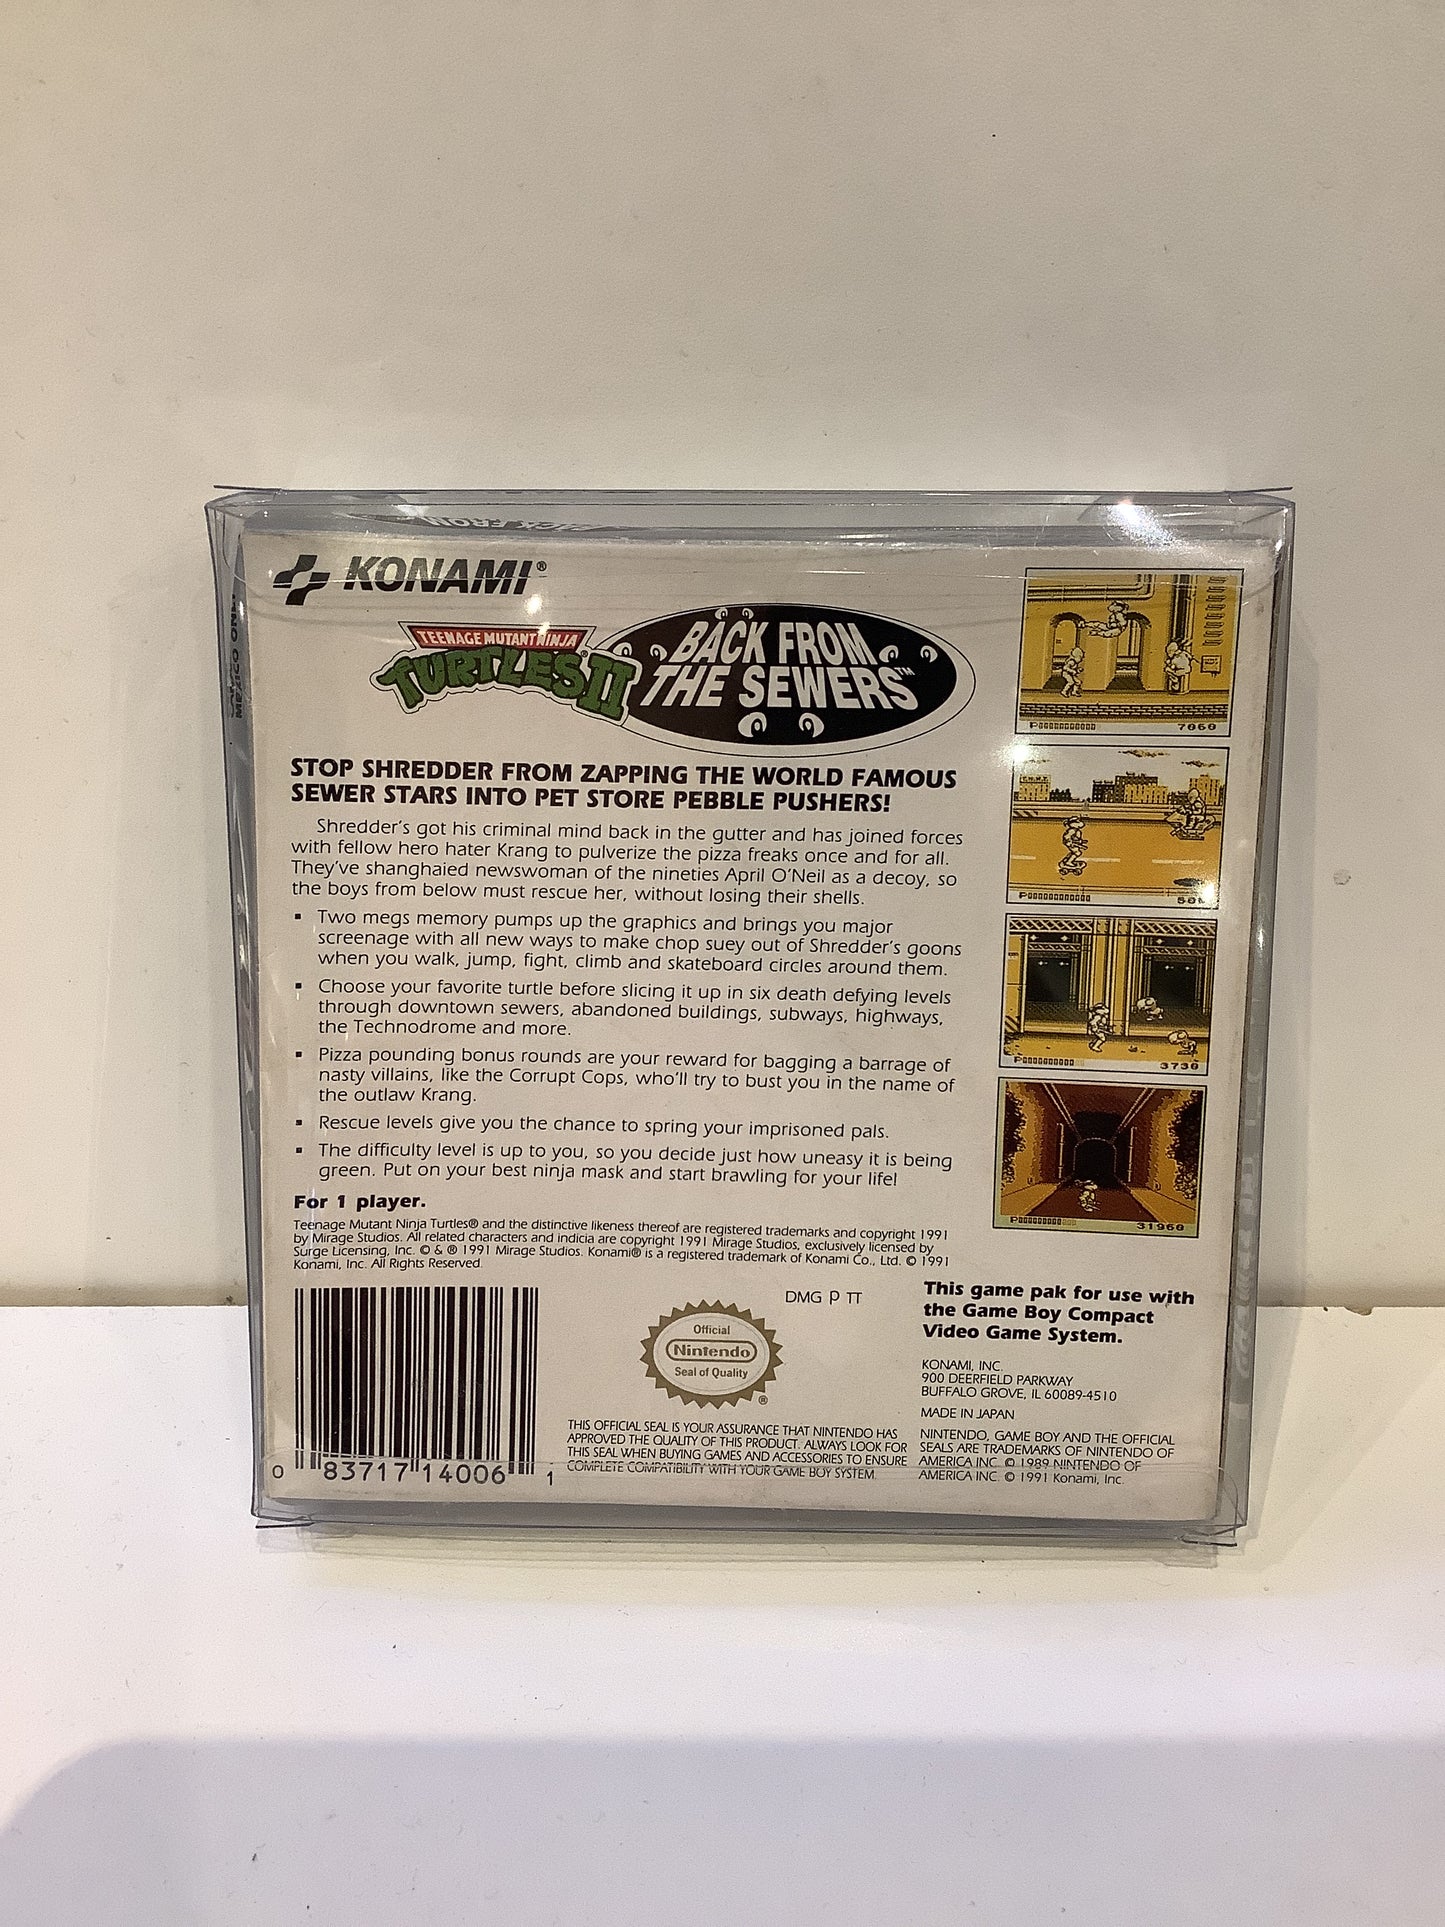 KONAMI®
TEENAGE MUTANT NINJA
TURTLES® II
BACK FROM
THE SEWERS™
STOP SHREDDER FROM ZAPPING THE WORLD FAMOUS
SEWER STARS INTO PET STORE PEBBLE PUSHERS!
Shredder's got his criminal mind back in the gutter and has joined forces
with fellow hero hater Krang to pulverize the pizza freaks once and for all.
They've shanghaied newswoman of the nineties April O'Neil as a decoy, so
the boys from below must rescue her, without losing their shells.
▪ Two megs memory pumps up the graphics and brings you major
screenage with all new ways to make chop suey out of Shredder's goons
when you walk, jump, fight, climb and skateboard circles around them.
▪ Choose your favorite turtle before slicing it up in six death defying levels
through downtown sewers, abandoned buildings, subways, highways,
the Technodrome and more.
▪ Pizza pounding bonus rounds are your reward for bagging a barrage of
nasty villains, like the Corrupt Cops, who'll try to bust you in the name of
the outlaw Krang.
▪ Rescue levels give you the chance to spring your imprisoned pals.
▪ The difficulty level is up to you, so you decide just how uneasy it is being
green. Put on your best ninja mask and start brawling for your life!
For 1 player.
Teenage Mutant Ninja Turtles® and the distinctive likeness thereof are registered trademarks and copyright 1991
by Mirage Studios. All related characters and indicia are copyright 1991 Mirage Studios, exclusively licensed by
Surge Licensing, Inc. © & ® 1991 Mirage Studios. Konami® is a registered trademark of Konami Co., Ltd. © 1991
Konami, Inc. All Rights Reserved.
P 7060
P
P 3730
P 31960
0 83717 14006 1
DMG P TT
Official
Nintendo
Seal of Quality
®
THIS OFFICIAL SEAL IS YOUR ASSURANCE THAT NINTENDO HAS
APPROVED THE QUALITY OF THIS PRODUCT. ALWAYS LOOK FOR
THIS SEAL WHEN BUYING GAMES AND ACCESSORIES TO ENSURE
COMPLETE COMPATIBILITY WITH YOUR GAME BOY SYSTEM.
This game pak for use with
the Game Boy Compact
Video Game System.
KONAMI, INC.
900 DEERFIELD PARKWAY
BUFFALO GROVE, IL 60089-4510
MADE IN JAPAN
NINTENDO, GAME BOY AND THE OFFICIAL
SEALS ARE TRADEMARKS OF NINTENDO OF
AMERICA INC. © 1989 NINTENDO OF
AMERICA INC. © 1991 Konami, Inc.